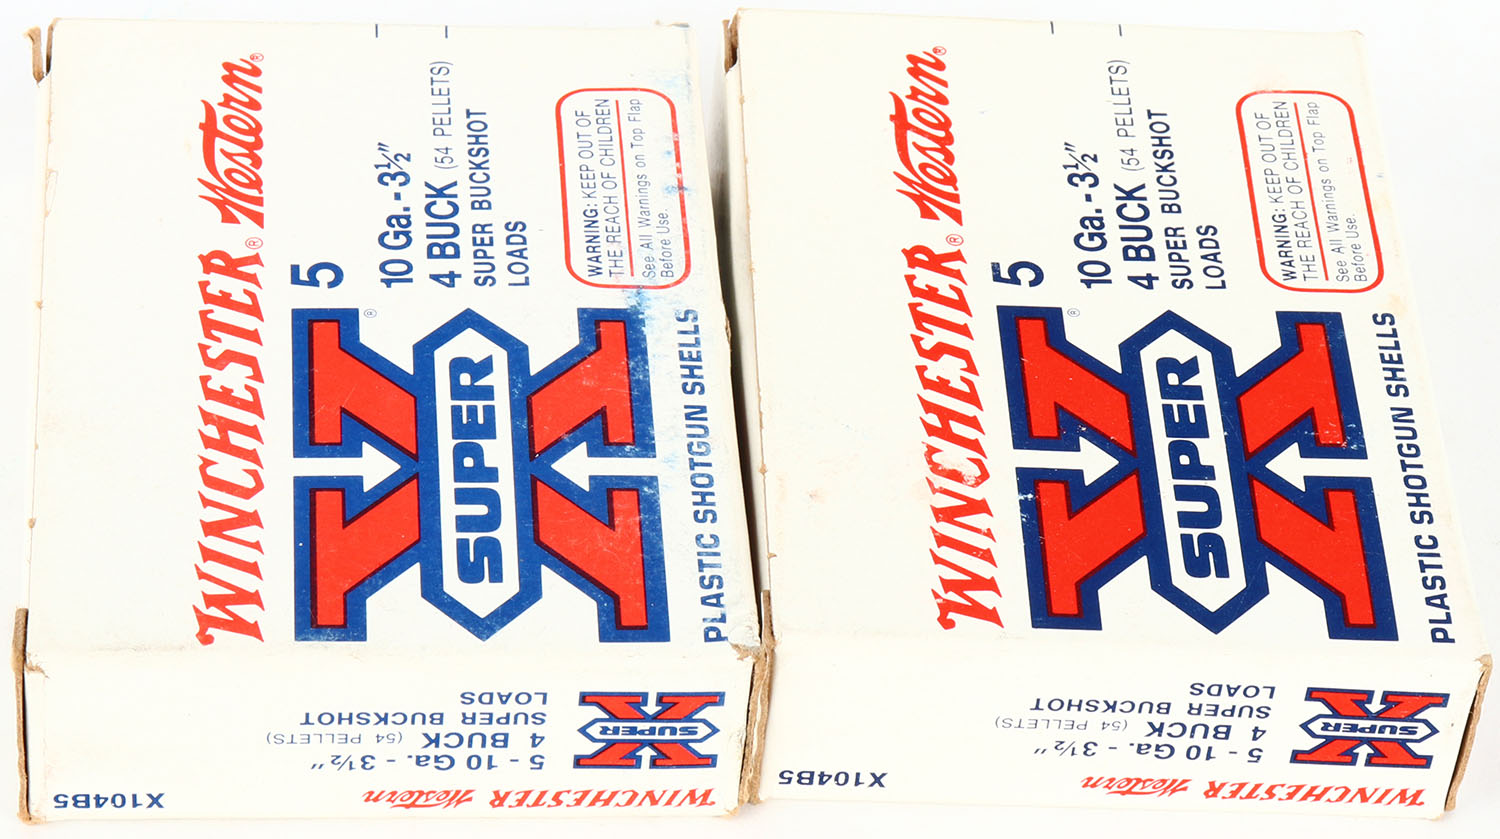 WINCHESTER® Western®
SUPER X®
5
10 Ga.-3½"
4 BUCK (54 PELLETS)
SUPER BUCKSHOT
LOADS
WARNING: KEEP OUT OF
THE REACH OF CHILDREN
See All Warnings on Top Flap
Before Use.
PLASTIC SHOTGUN SHELLS
WINCHESTER Western
X104B5
SUPER X
5 - 10 Ga. - 3½"
4 BUCK (54 PELLETS)
SUPER BUCKSHOT
LOADS
WINCHESTER® Western®
SUPER X®
5
10 Ga.-3½"
4 BUCK (54 PELLETS)
SUPER BUCKSHOT
LOADS
WARNING: KEEP OUT OF
THE REACH OF CHILDREN
See All Warnings on Top Flap
Before Use.
PLASTIC SHOTGUN SHELLS
WINCHESTER Western
X104B5
SUPER X
5 - 10 Ga. - 3½"
4 BUCK (54 PELLETS)
SUPER BUCKSHOT
LOADS